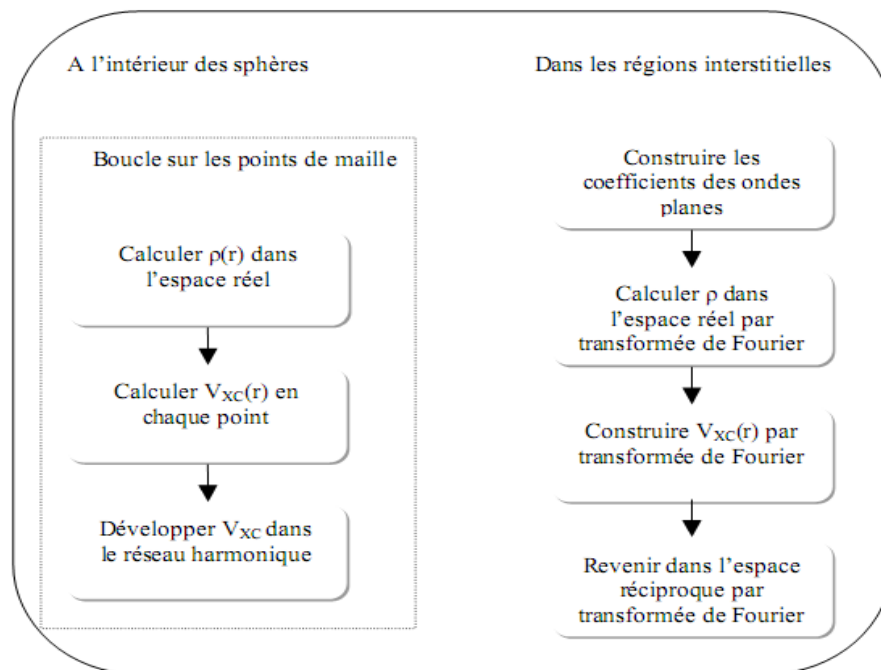 A l’intérieur des sphères
Boucle sur les points de maille
Calculer ρ(r) dans
l’espace réel
Calculer VXC(r) en
chaque point
Développer VXC dans
le réseau harmonique
Dans les régions interstitielles
Construire les
coefficients des ondes
planes
Calculer ρ dans
l’espace réel par
transformée de Fourier
Construire VXC(r) par
transformée de Fourier
Revenir dans l’espace
réciproque par
transformée de Fourier